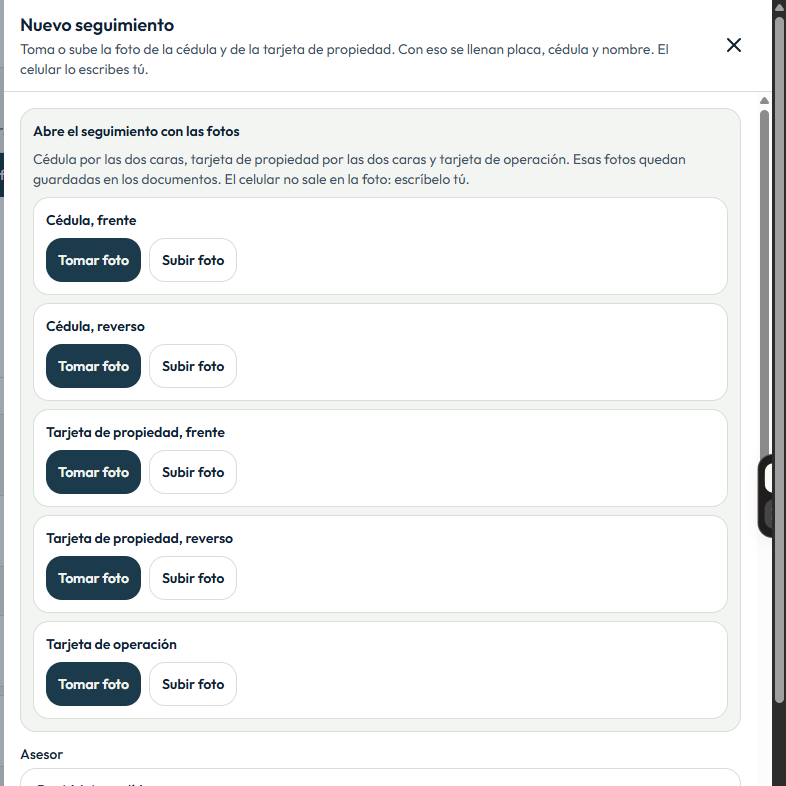 Nuevo seguimiento
Toma o sube la foto de la cédula y de la tarjeta de propiedad. Con eso se llenan placa, cédula y nombre. El
celular lo escribes tú.
Abre el seguimiento con las fotos
Cédula por las dos caras, tarjeta de propiedad por las dos caras y tarjeta de operación. Esas fotos quedan
guardadas en los documentos. El celular no sale en la foto: escríbelo tú.
Cédula, frente
Tomar foto Subir foto
Cédula, reverso
Tomar foto Subir foto
Tarjeta de propiedad, frente
Tomar foto Subir foto
Tarjeta de propiedad, reverso
Tomar foto Subir foto
Tarjeta de operación
Tomar foto Subir foto
Asesor